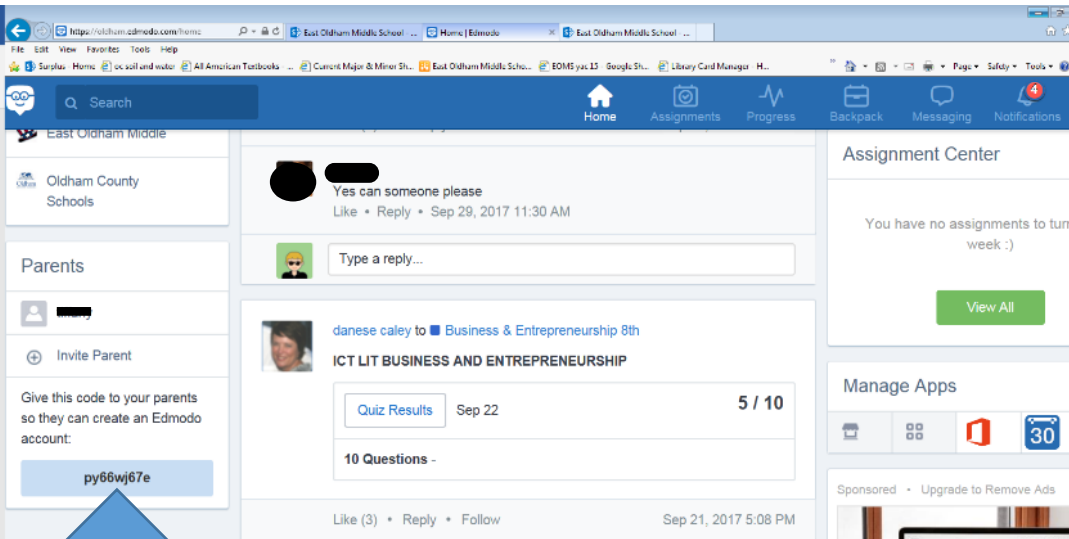 https://oldham.edmodo.com/home
East Oldham Middle School - ...
Home | Edmodo
East Oldham Middle School - ...
File Edit View Favorites Tools Help
Surplus - Home
oc soil and water
All American Textbooks - ...
Current Major & Minor Sh...
East Oldham Middle Scho...
EOMS yac 15 - Google Sh...
Library Card Manager - H...
Page
Safety
Tools
Search
Home
Assignments
Progress
Backpack
Messaging
4
Notifications
East Oldham Middle
Oldham County
Schools
Parents
Invite Parent
Give this code to your parents
so they can create an Edmodo
account:
py66wj67e
Yes can someone please
Like • Reply • Sep 29, 2017 11:30 AM
Type a reply...
danese caley to Business & Entrepreneurship 8th
ICT LIT BUSINESS AND ENTREPRENEURSHIP
Quiz Results Sep 22 5 / 10
10 Questions -
Like (3) • Reply • Follow Sep 21, 2017 5:08 PM
Assignment Center
You have no assignments to turn
week :)
View All
Manage Apps
30
Sponsored • Upgrade to Remove Ads